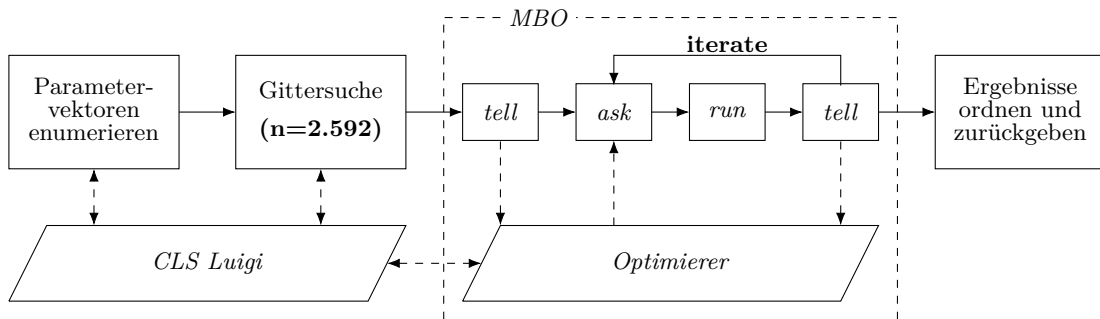 MBO
iterate
Parameter-
vektoren
enumerieren
Gittersuche
(n=2.592)
tell
ask
run
tell
Ergebnisse
ordnen und
zurückgeben
CLS Luigi
Optimierer